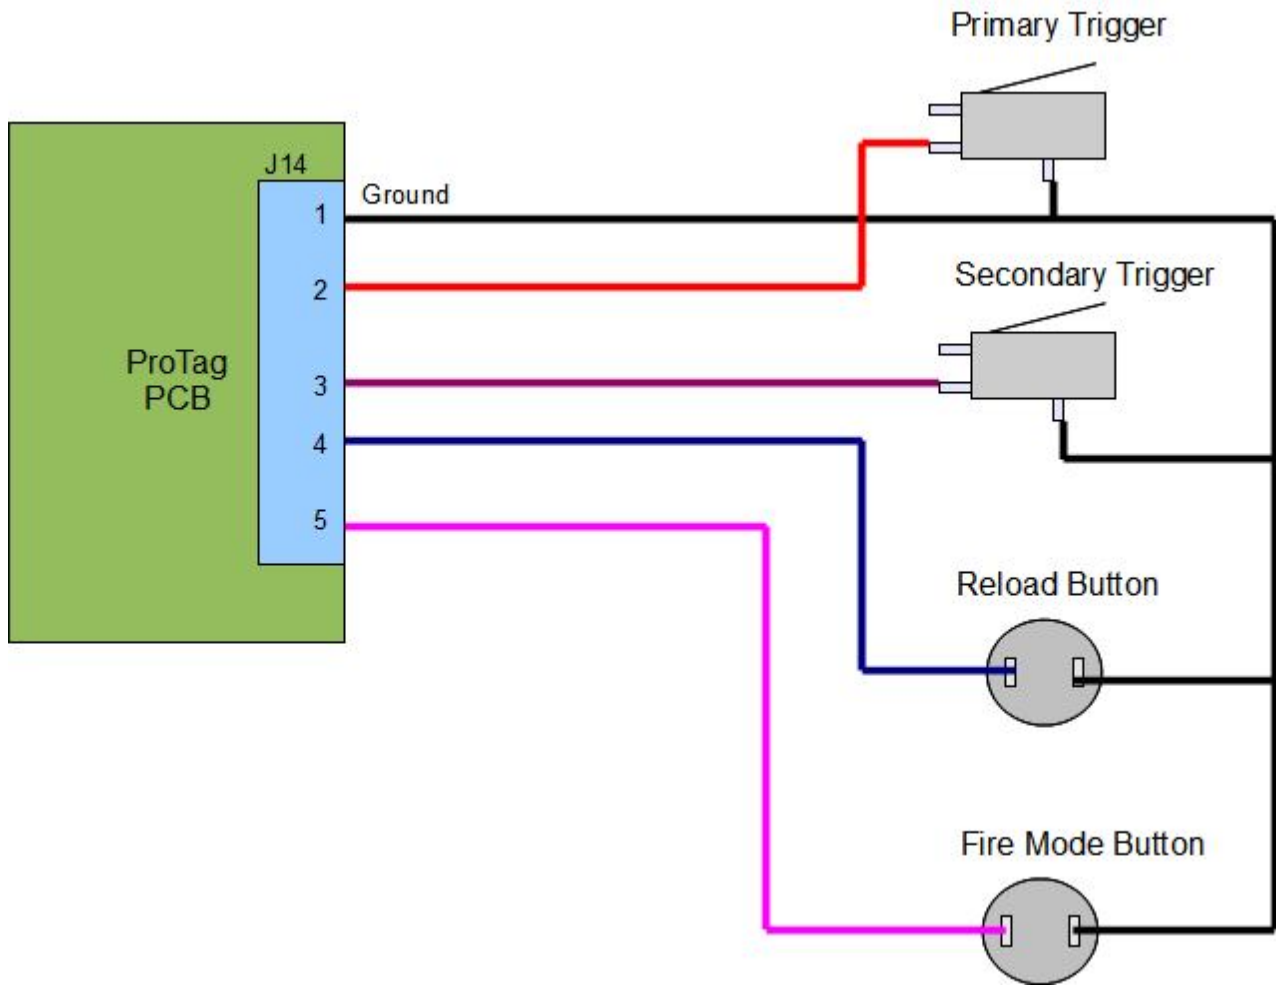 Primary Trigger
J14
1
Ground
2
Secondary Trigger
ProTag
PCB
3
4
5
Reload Button
Fire Mode Button